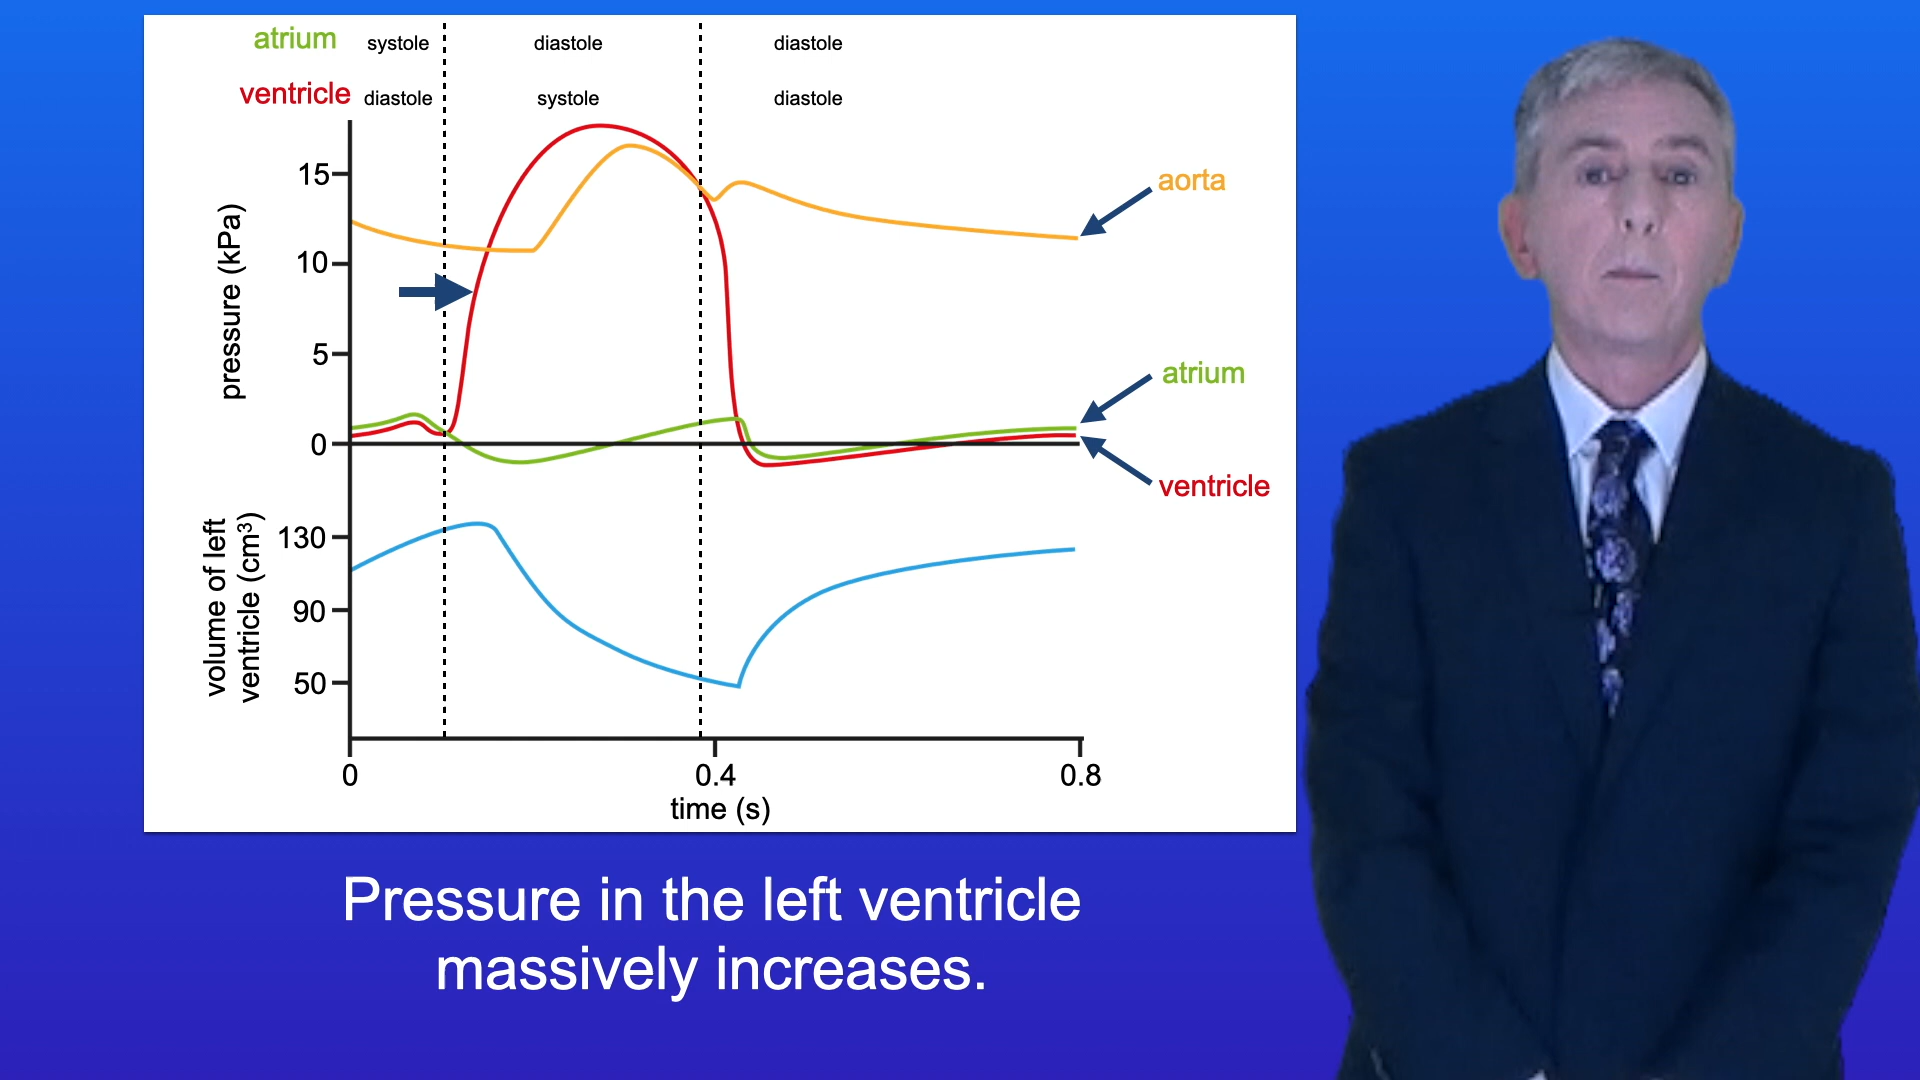 atrium systole diastole diastole
ventricle diastole systole diastole
pressure (kPa)
15
10
5
0
aorta
atrium
ventricle
volume of left
ventricle (cm³)
130
90
50
0 0.4 0.8
time (s)
Pressure in the left ventricle
massively increases.